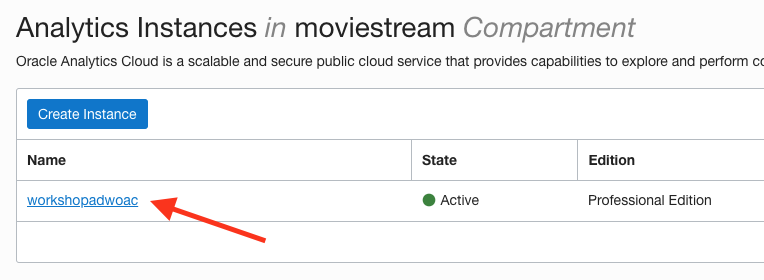 Analytics Instances in moviestream Compartment
Oracle Analytics Cloud is a scalable and secure public cloud service that provides capabilities to explore and perform
Create Instance
Name State Edition
workshopadwoac Active Professional Edition